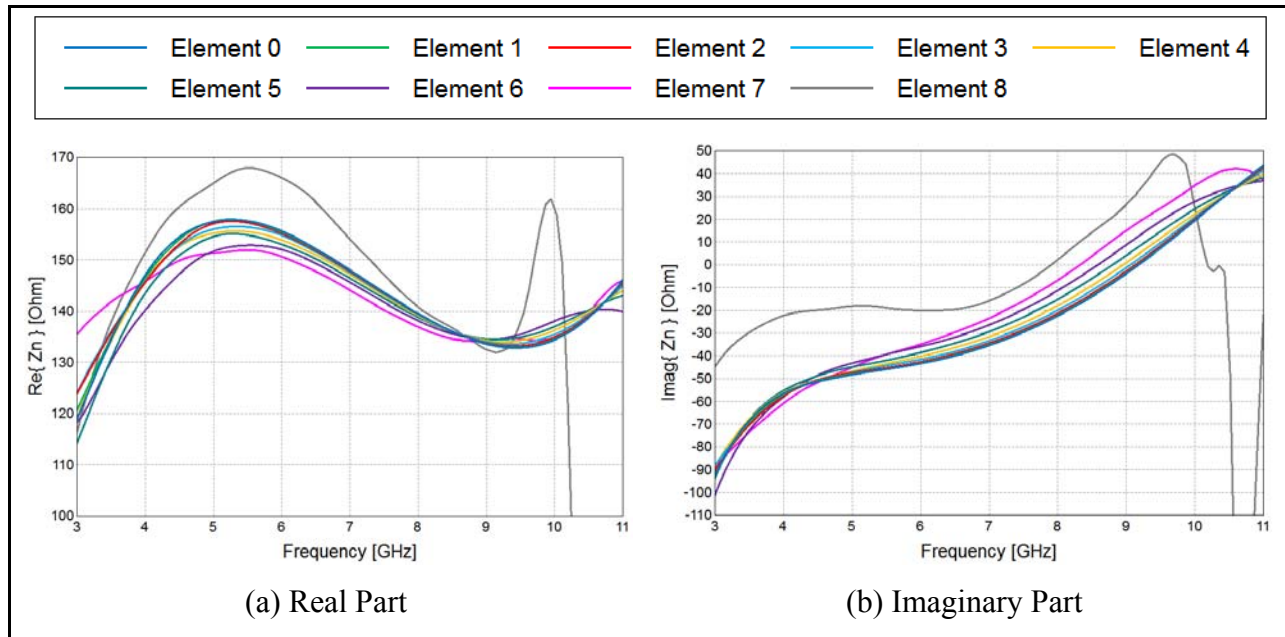 Element 0 Element 1 Element 2 Element 3 Element 4
Element 5 Element 6 Element 7 Element 8
Re{ Zn } [Ohm]
170
160
150
140
130
120
110
100
3 4 5 6 7 8 9 10 11
Frequency [GHz]
(a) Real Part
Imag{ Zn } [Ohm]
50
40
30
20
10
0
-10
-20
-30
-40
-50
-60
-70
-80
-90
-100
-110
3 4 5 6 7 8 9 10 11
Frequency [GHz]
(b) Imaginary Part